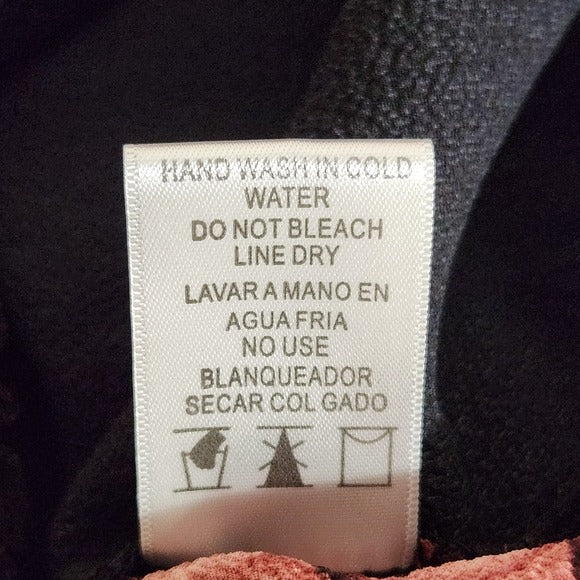 HAND WASH IN COLD
WATER
DO NOT BLEACH
LINE DRY
LAVAR A MANO EN
AGUA FRIA
NO USE
BLANQUEADOR
SECAR COL GADO